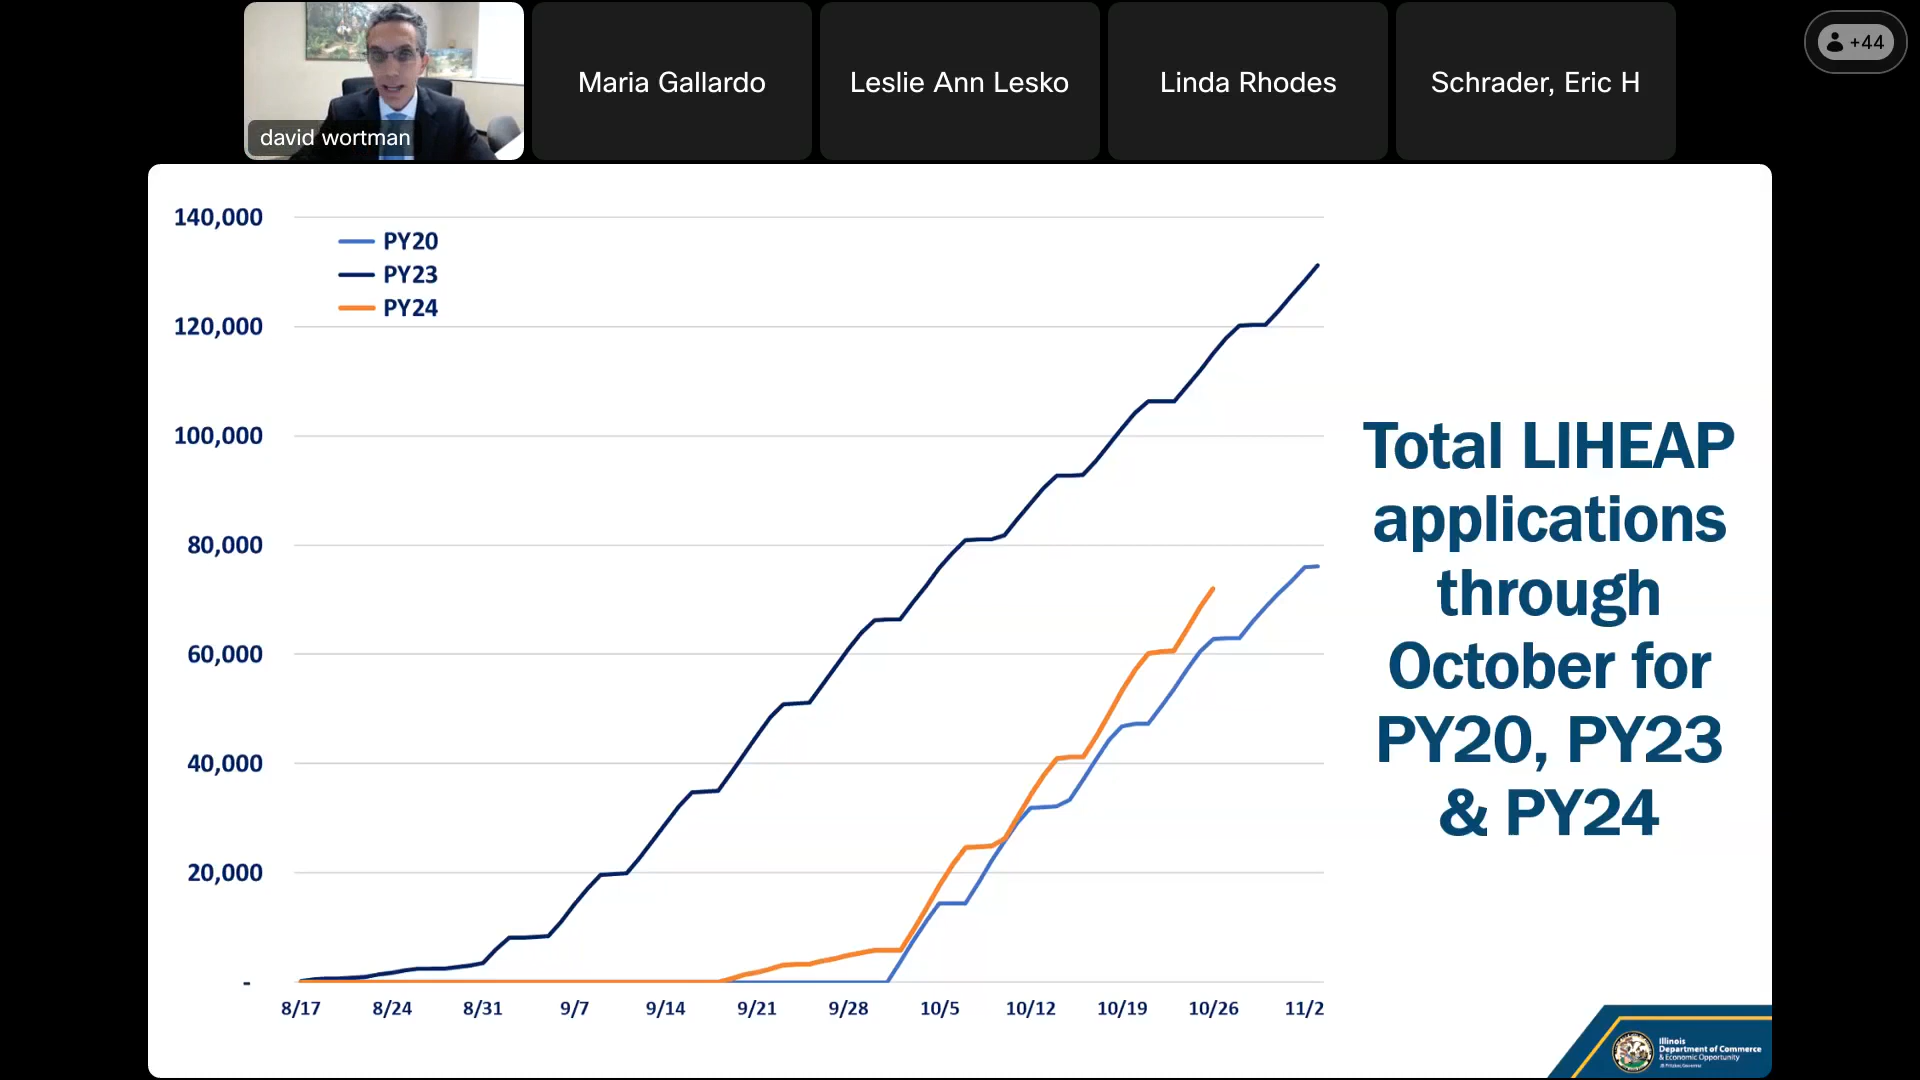 david wortman
Maria Gallardo
Leslie Ann Lesko
Linda Rhodes
Schrader, Eric H
+44
140,000
120,000
100,000
80,000
60,000
40,000
20,000
-
PY20
PY23
PY24
8/17 8/24 8/31 9/7 9/14 9/21 9/28 10/5 10/12 10/19 10/26 11/2
Total LIHEAP
applications
through
October for
PY20, PY23
& PY24
Illinois
Department of Commerce
& Economic Opportunity